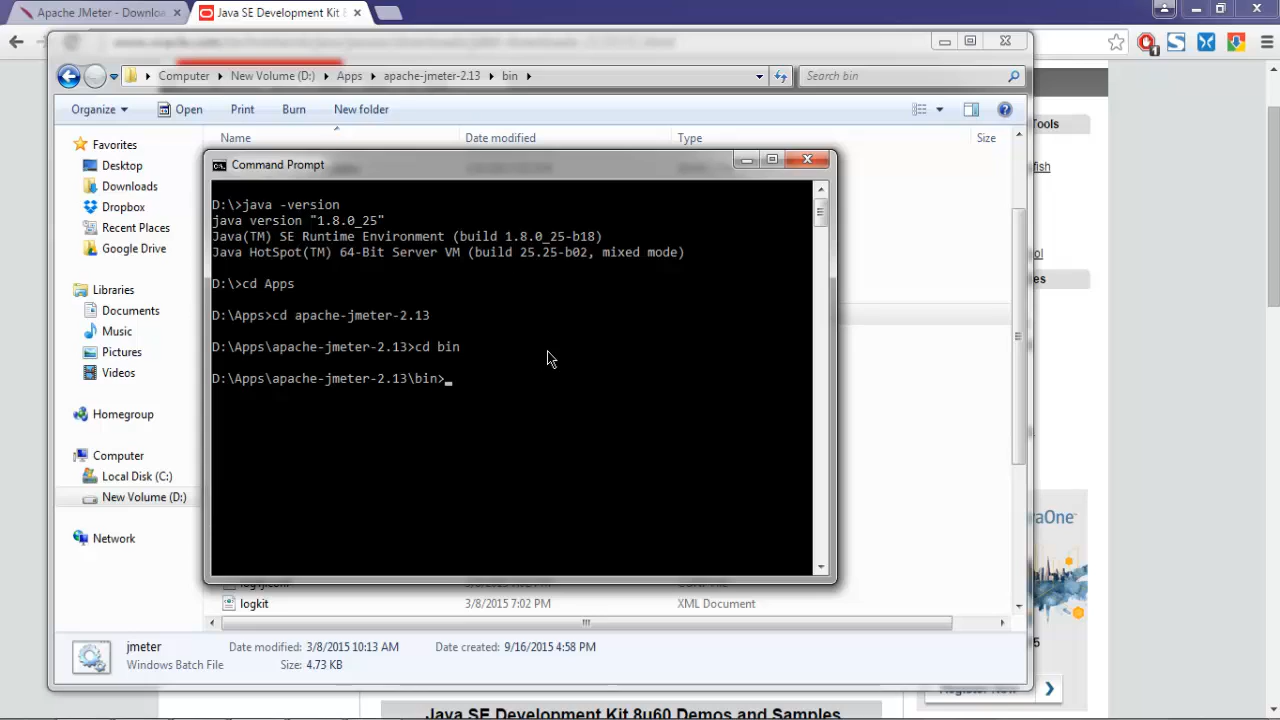 Apache JMeter - Downloa
Java SE Development Kit 8
Computer
New Volume (D:)
Apps
apache-jmeter-2.13
bin
Search bin
Organize
Open
Print
Burn
New folder
Name
Date modified
Type
Size
Favorites
Desktop
Downloads
Dropbox
Recent Places
Google Drive
Libraries
Documents
Music
Pictures
Videos
Homegroup
Computer
Local Disk (C:)
New Volume (D:)
Network
Command Prompt
D:\>java -version
java version "1.8.0_25"
Java(TM) SE Runtime Environment (build 1.8.0_25-b18)
Java HotSpot(TM) 64-Bit Server VM (build 25.25-b02, mixed mode)
D:\>cd Apps
D:\Apps>cd apache-jmeter-2.13
D:\Apps\apache-jmeter-2.13>cd bin
D:\Apps\apache-jmeter-2.13\bin>_
logkit
3/8/2015 7:02 PM
XML Document
jmeter
Windows Batch File
Date modified: 3/8/2015 10:13 AM
Size: 4.73 KB
Date created: 9/16/2015 4:58 PM
Tools
fish
ol
es
aOne
5
Java SE Development Kit 8u60 Demos and Samples